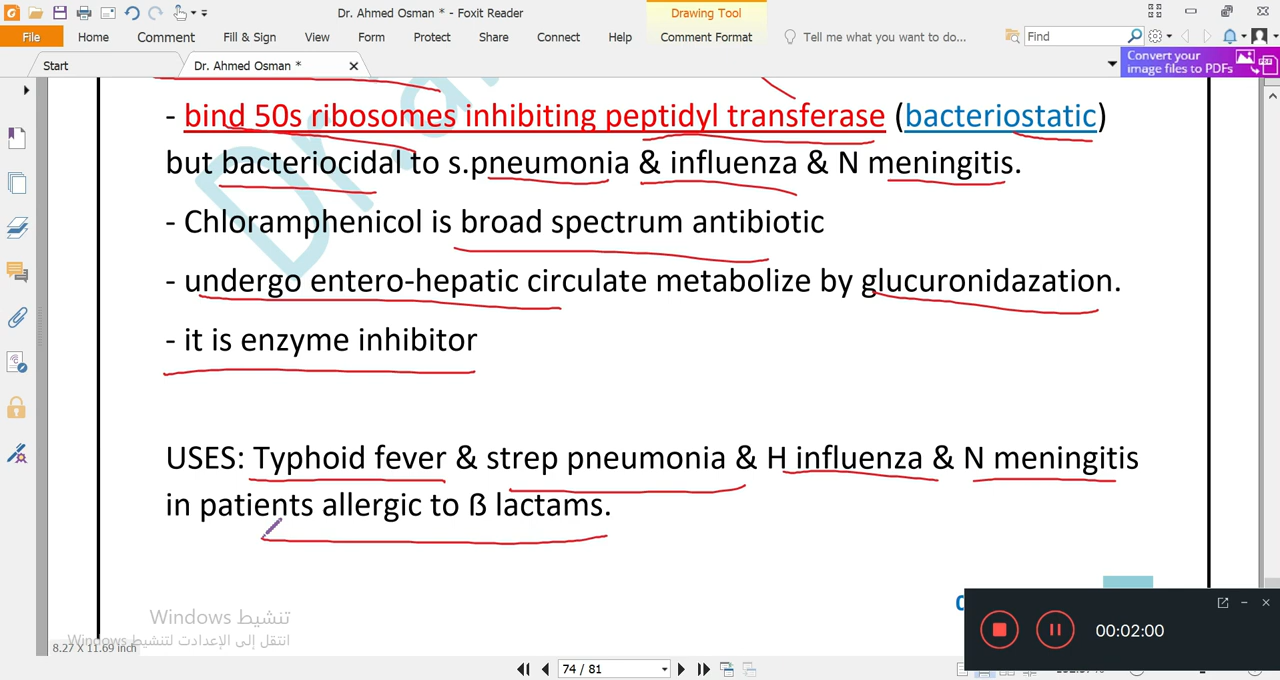 Dr. Ahmed Osman * - Foxit Reader
Drawing Tool
File Home Comment Fill & Sign View Form Protect Share Connect Help Comment Format Tell me what you want to do... Find
Start
Dr. Ahmed Osman *
Convert your
image files to PDFs
- bind 50s ribosomes inhibiting peptidyl transferase (bacteriostatic)
but bacteriocidal to s.pneumonia & influenza & N meningitis.
- Chloramphenicol is broad spectrum antibiotic
- undergo entero-hepatic circulate metabolize by glucuronidazation.
- it is enzyme inhibitor
USES: Typhoid fever & strep pneumonia & H influenza & N meningitis
in patients allergic to ß lactams.
تنشيط Windows
انتقل إلى الإعدادت لتنشيط Windows
8.27 x 11.69 inch
00:02:00
74 / 81